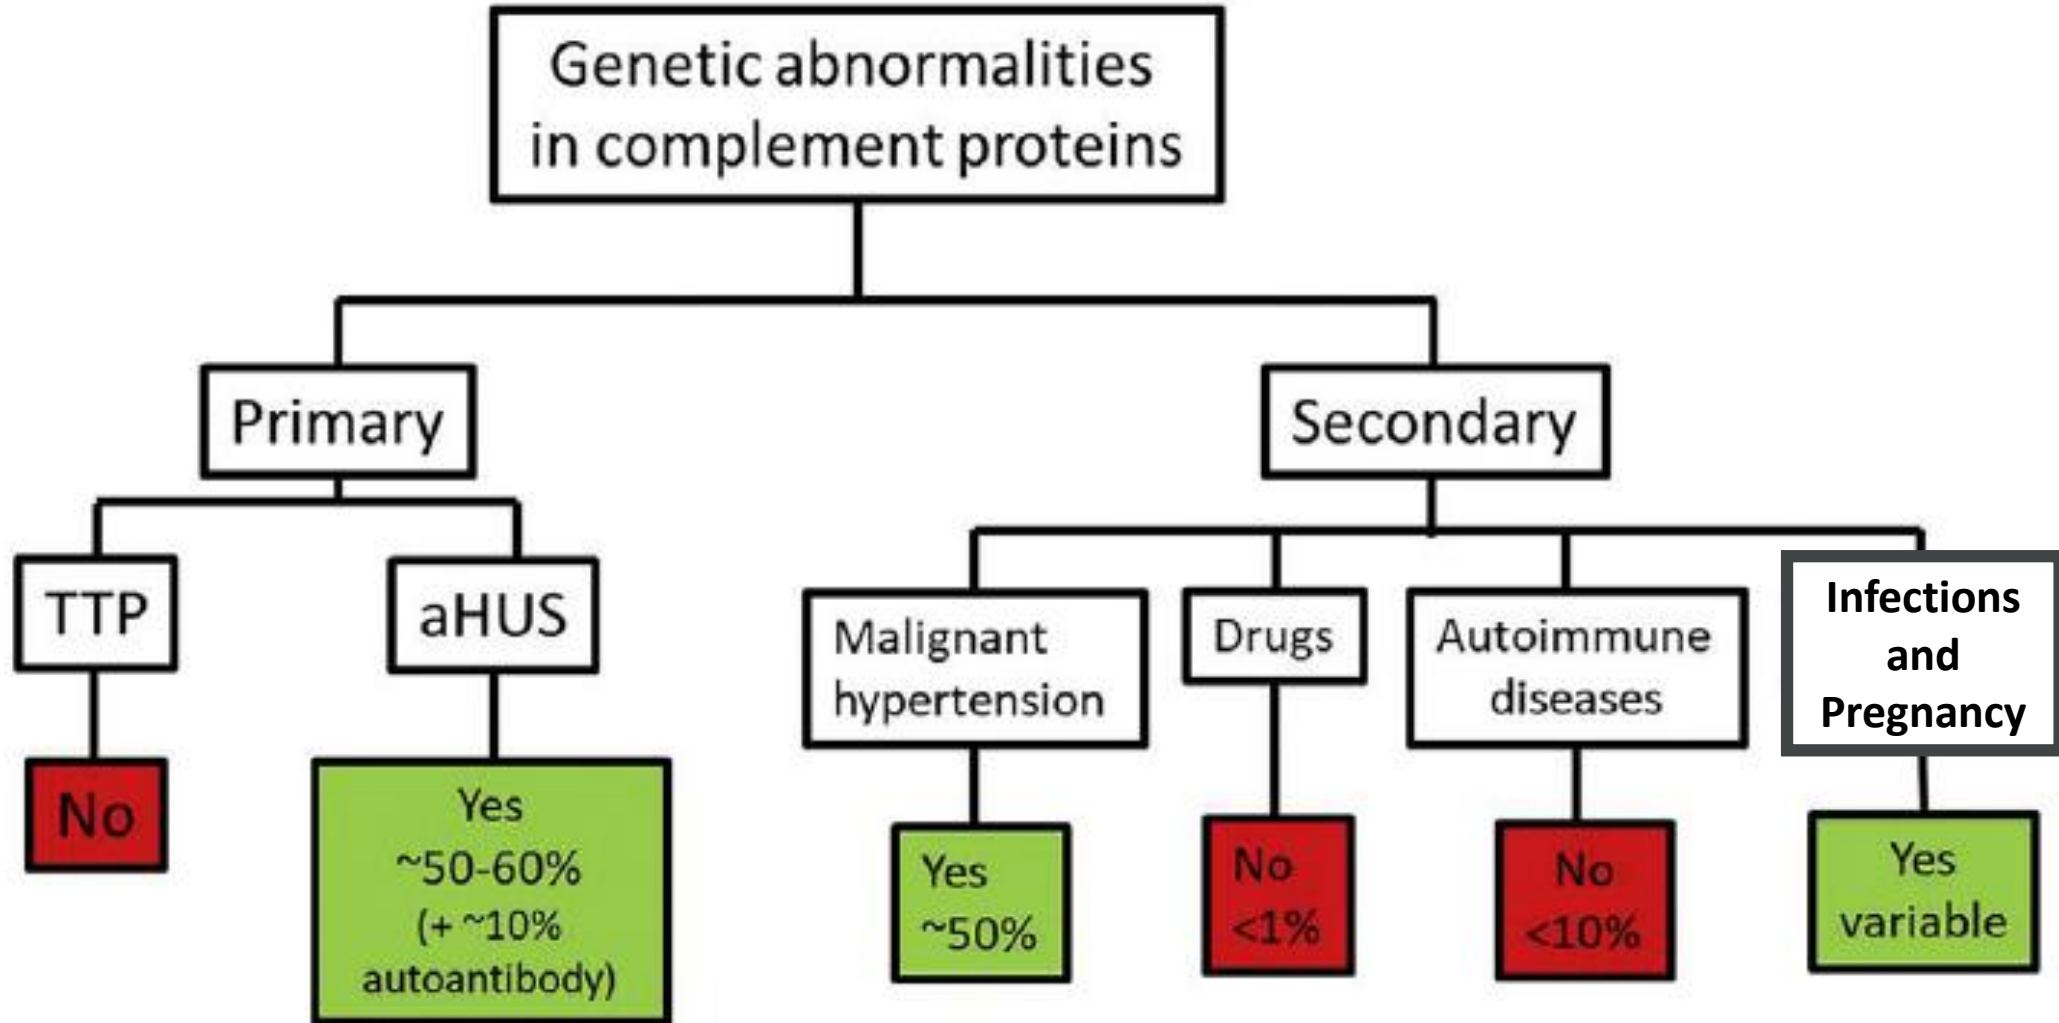 Genetic abnormalities
in complement proteins
Primary
Secondary
TTP
aHUS
Malignant
hypertension
Drugs
Autoimmune
diseases
Infections
and
Pregnancy
No
Yes
~50-60%
(+ ~10%
autoantibody)
Yes
~50%
No
<1%
No
<10%
Yes
variable